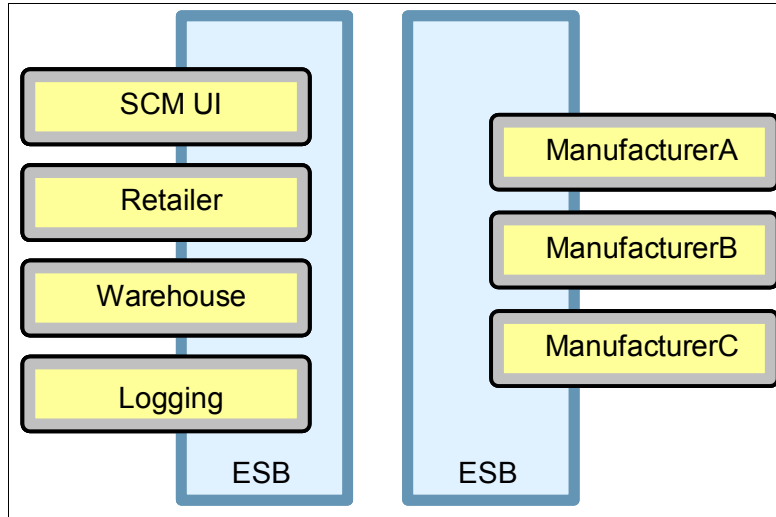 SCM UI
Retailer
Warehouse
Logging
ESB
ManufacturerA
ManufacturerB
ManufacturerC
ESB